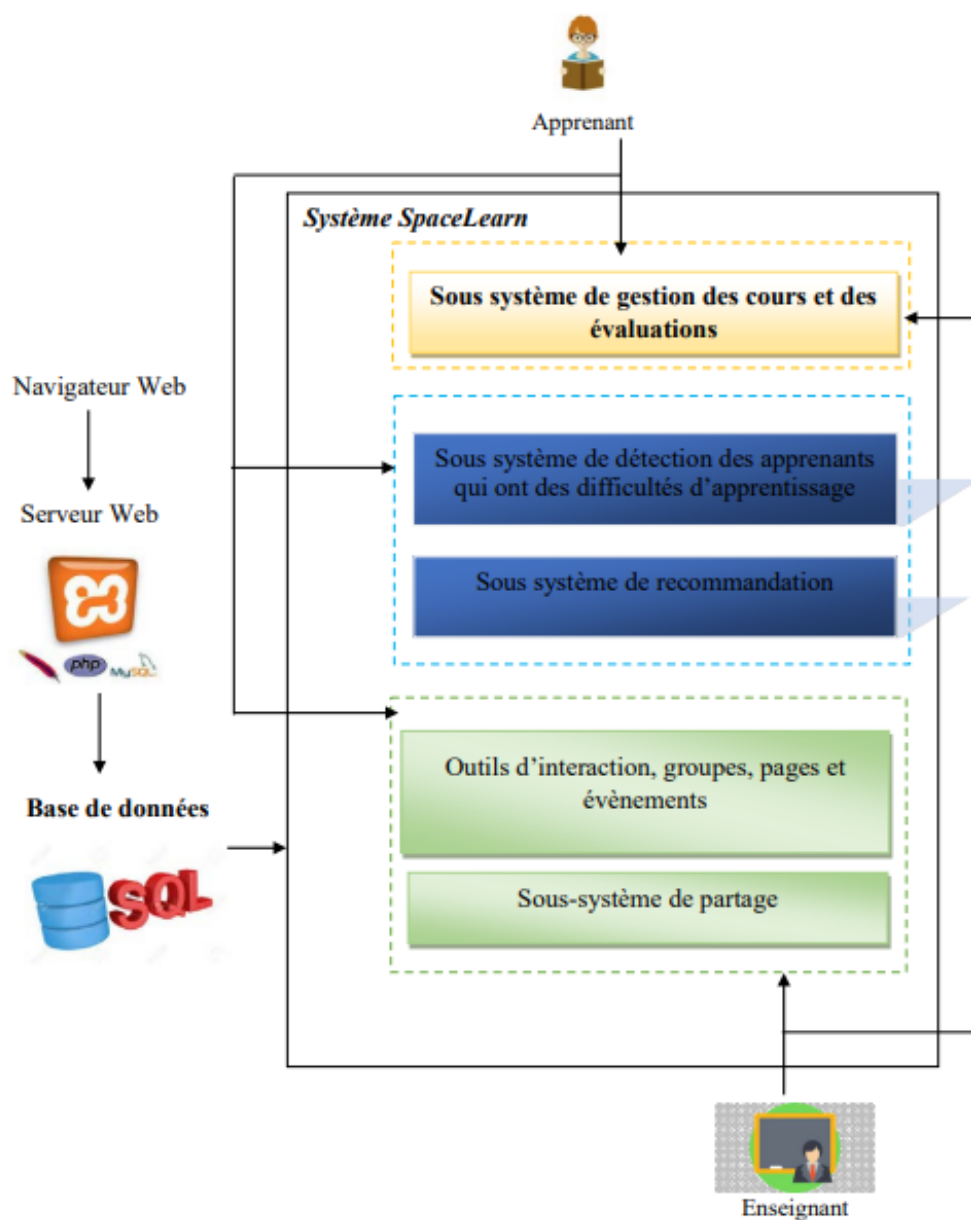 Apprenant
Système SpaceLearn
Sous système de gestion des cours et des
évaluations
Navigateur Web
Serveur Web
php
MySQL
Base de données
SQL
Sous système de détection des apprenants
qui ont des difficultés d’apprentissage
Sous système de recommandation
Outils d’interaction, groupes, pages et
évènements
Sous-système de partage
Enseignant